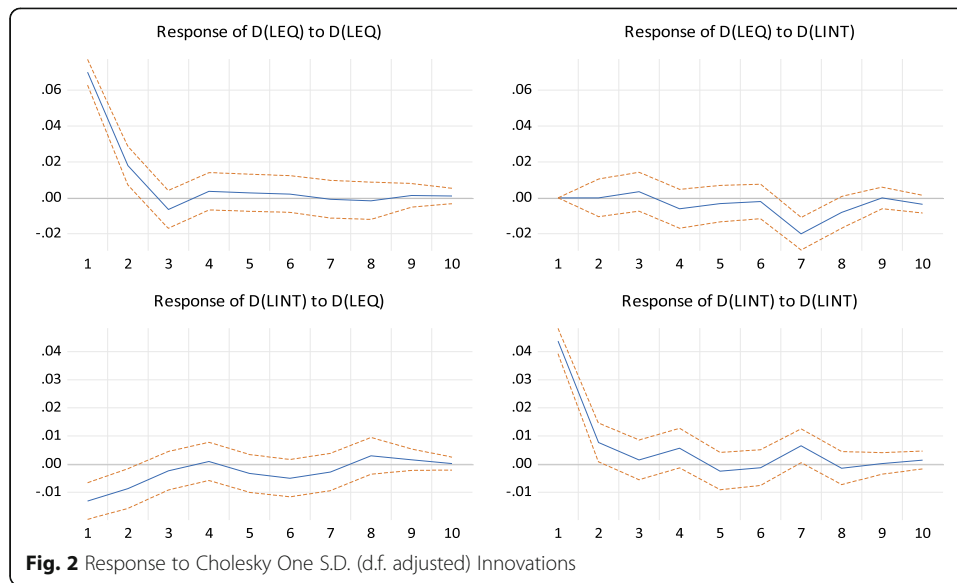 Response of D(LEQ) to D(LEQ)
.06
.04
.02
.00
-.02
1 2 3 4 5 6 7 8 9 10
Response of D(LEQ) to D(LINT)
.06
.04
.02
.00
-.02
1 2 3 4 5 6 7 8 9 10
Response of D(LINT) to D(LEQ)
.04
.03
.02
.01
.00
-.01
1 2 3 4 5 6 7 8 9 10
Response of D(LINT) to D(LINT)
.04
.03
.02
.01
.00
-.01
1 2 3 4 5 6 7 8 9 10
Fig. 2 Response to Cholesky One S.D. (d.f. adjusted) Innovations